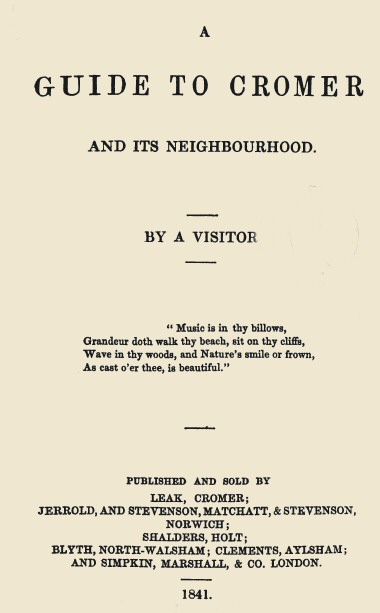 A
GUIDE TO CROMER
AND ITS NEIGHBOURHOOD.
BY A VISITOR
“ Music is in thy billows,
Grandeur doth walk thy beach, sit on thy cliffs,
Wave in thy woods, and Nature's smile or frown,
As cast o'er thee, is beautiful.”
PUBLISHED AND SOLD BY
LEAK, CROMER;
JERROLD, AND STEVENSON, MATCHATT, & STEVENSON,
NORWICH;
SHALDERS, HOLT;
BLYTH, NORTH-WALSHAM; CLEMENTS, AYLSHAM;
AND SIMPKIN, MARSHALL, & CO. LONDON.
1841.